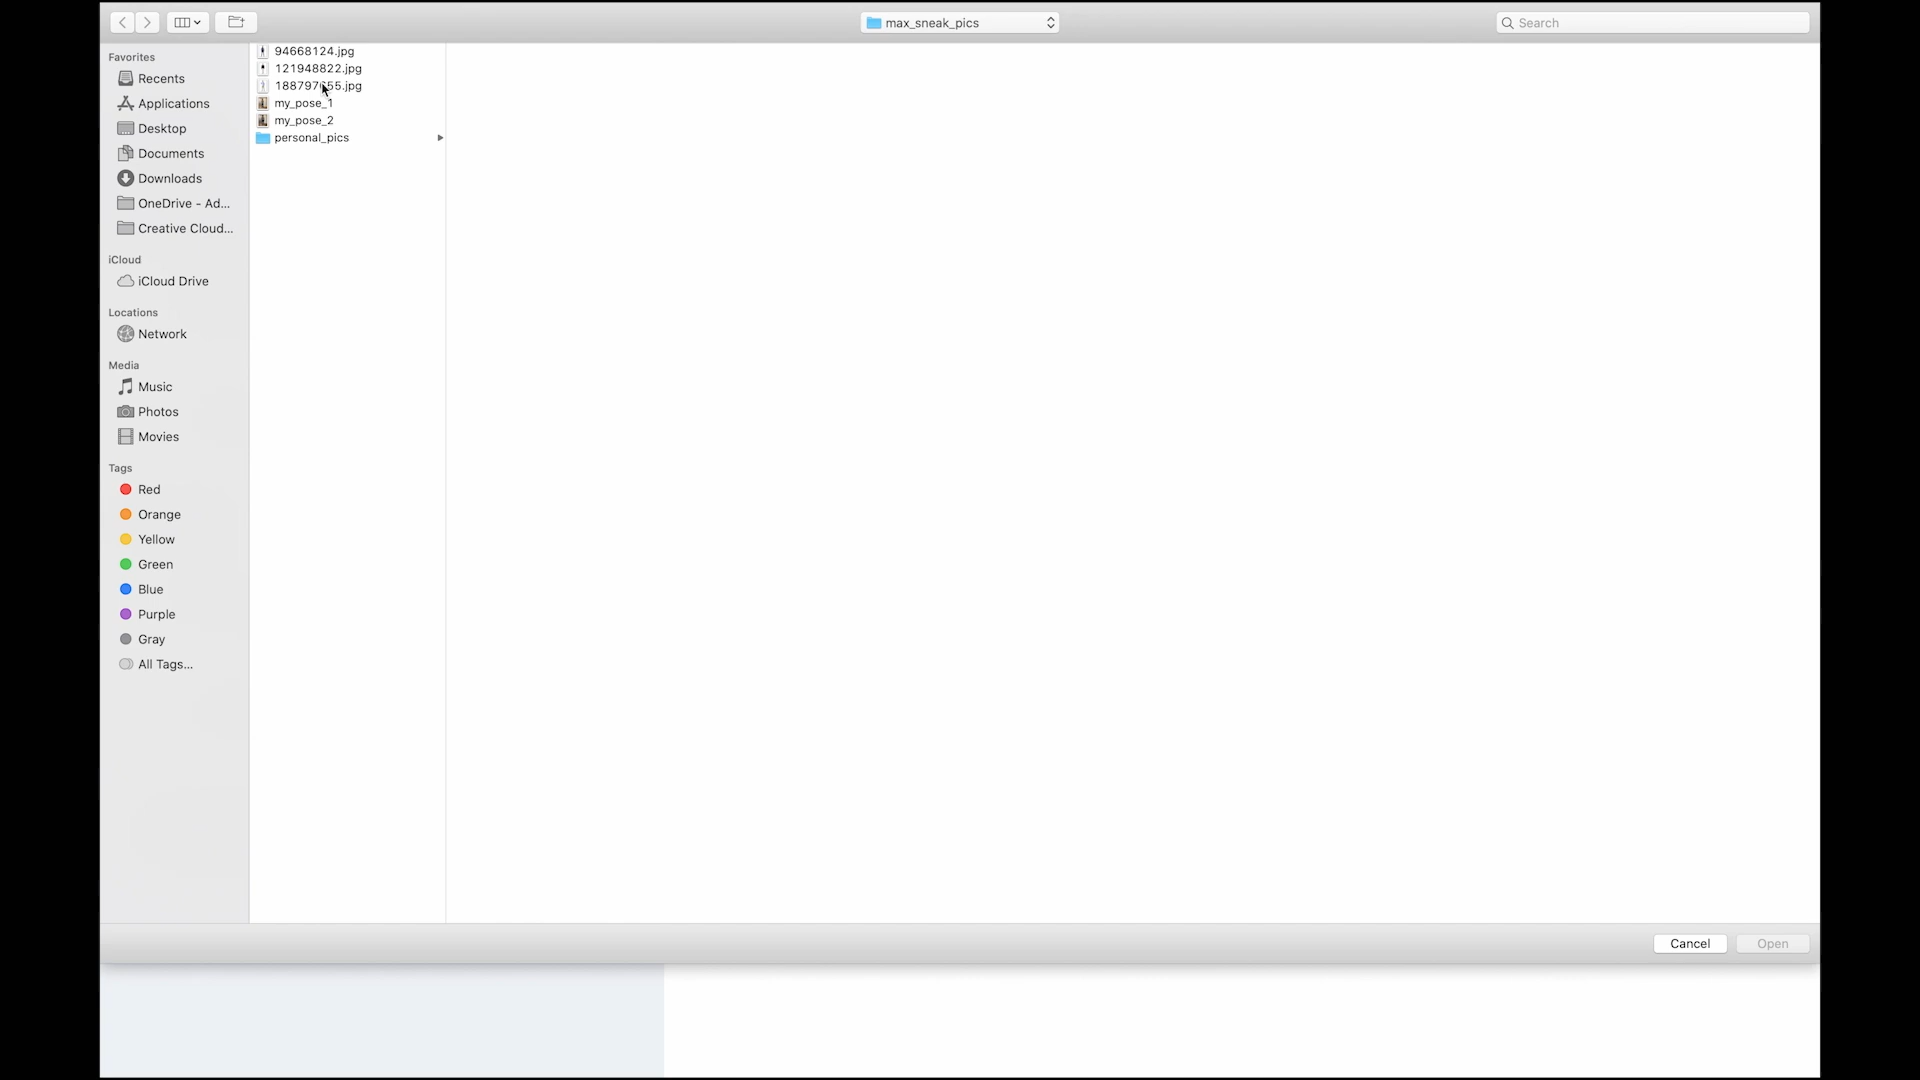 max_sneak_pics
Search
Favorites
Recents
Applications
Desktop
Documents
Downloads
OneDrive - Ad...
Creative Cloud...
iCloud
iCloud Drive
Locations
Network
Media
Music
Photos
Movies
Tags
Red
Orange
Yellow
Green
Blue
Purple
Gray
All Tags...
94668124.jpg
121948822.jpg
my_pose_1
my_pose_2
personal_pics
Cancel
Open